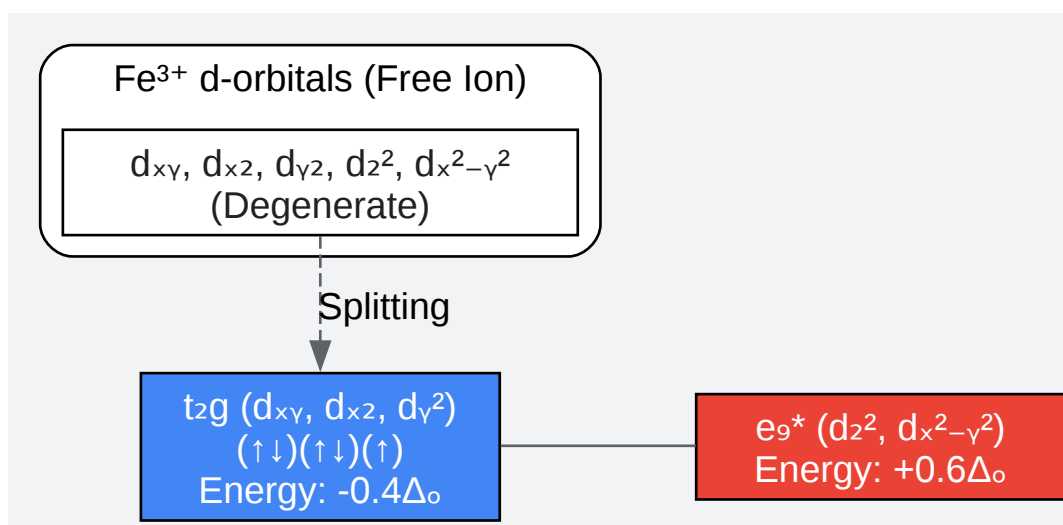 Fe³⁺ d-orbitals (Free Ion)
dₓᵧ, dₓ₂, dᵧ₂, d₂², dₓ²₋ᵧ²
(Degenerate)
Splitting
t₂g (dₓᵧ, dₓ₂, dᵧ²)
(↑↓)(↑↓)(↑)
Energy: -0.4Δₒ
e₉* (d₂², dₓ²₋ᵧ²)
Energy: +0.6Δₒ